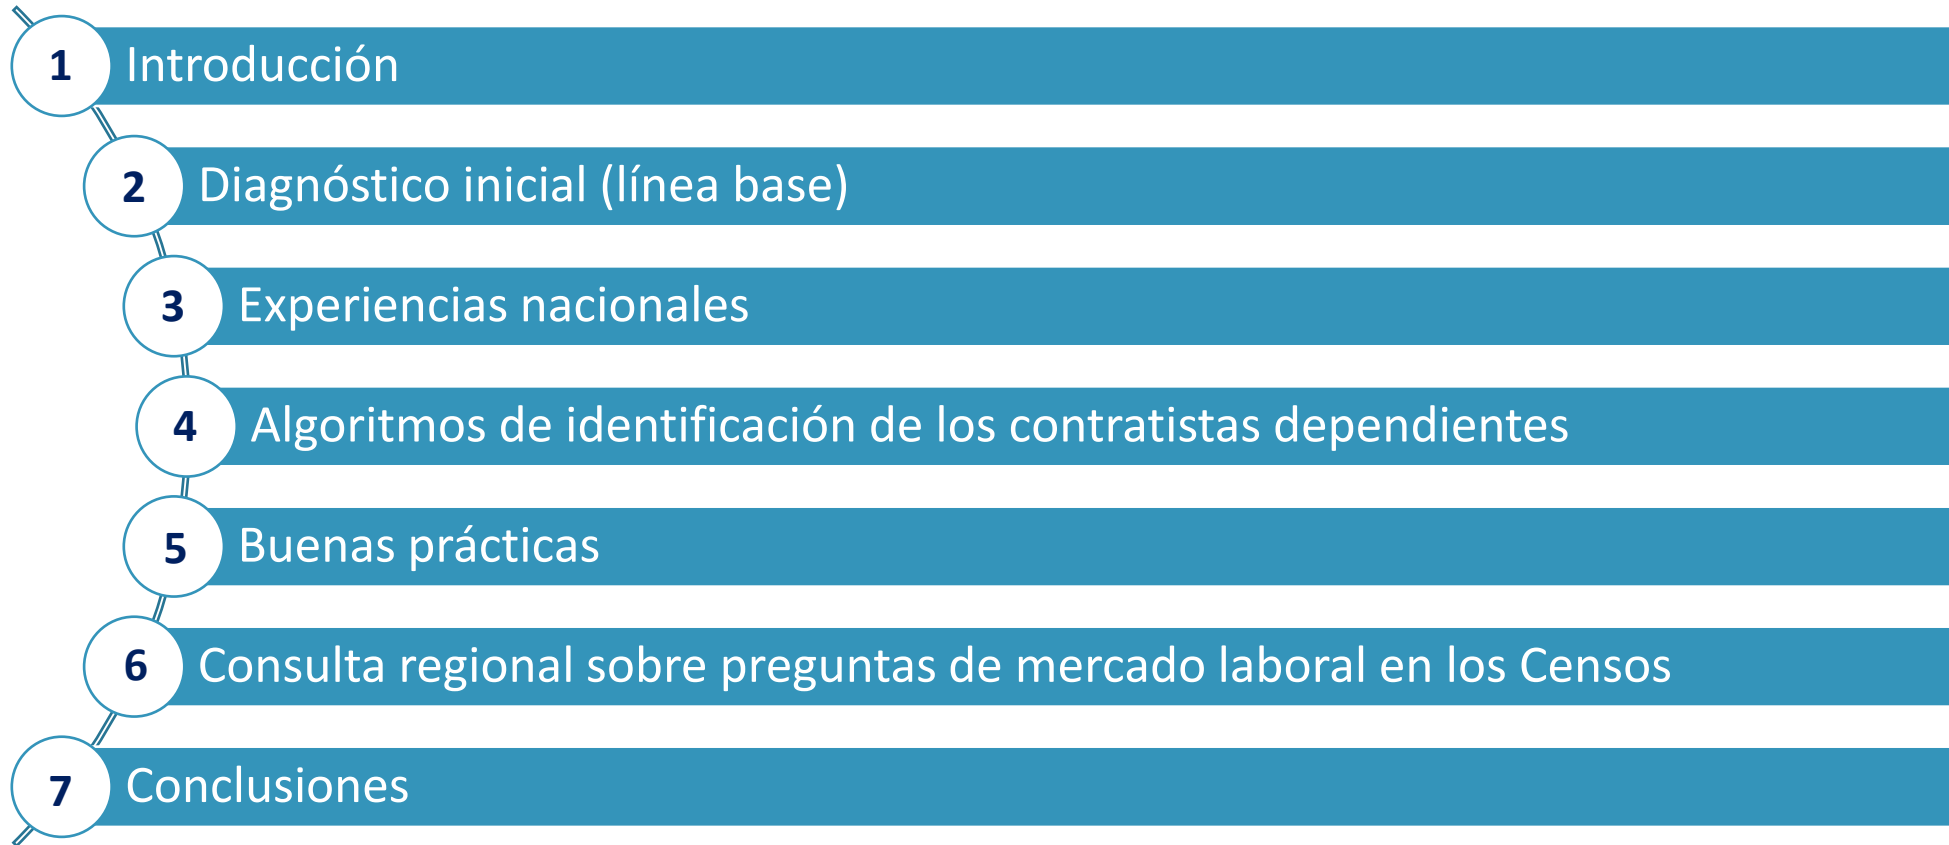 1 Introducción
2 Diagnóstico inicial (línea base)
3 Experiencias nacionales
4 Algoritmos de identificación de los contratistas dependientes
5 Buenas prácticas
6 Consulta regional sobre preguntas de mercado laboral en los Censos
7 Conclusiones